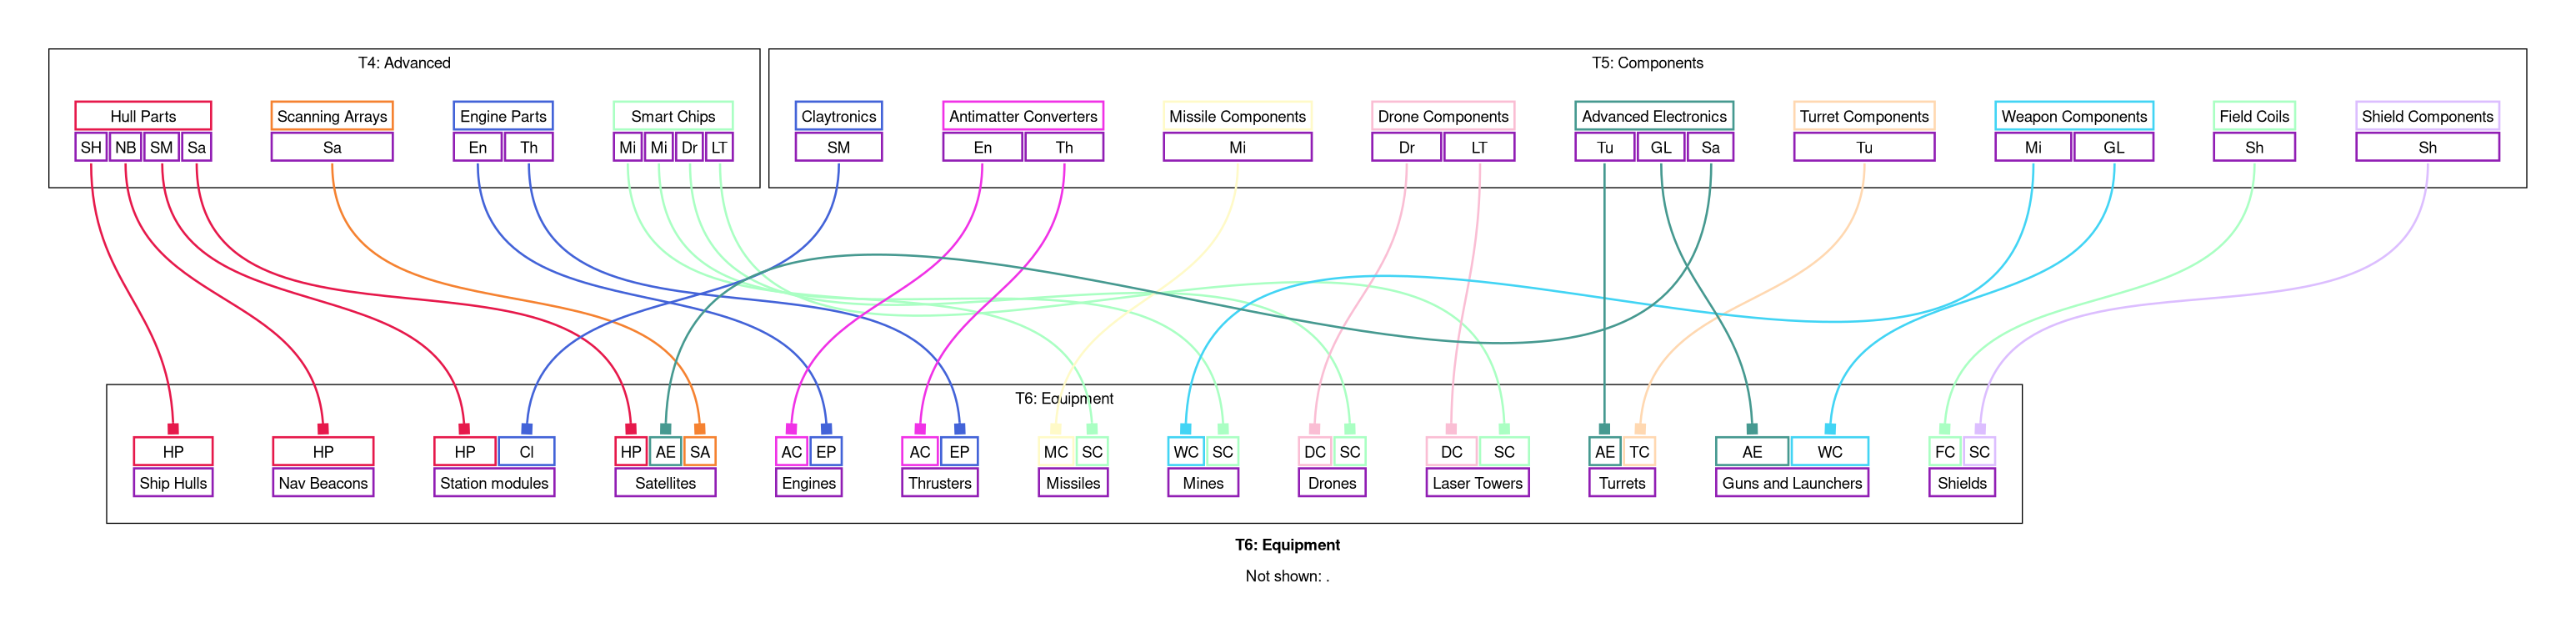 T4: Advanced T5: Components
Hull Parts Scanning Arrays Engine Parts Smart Chips Claytronics Antimatter Converters Missile Components Drone Components Advanced Electronics Turret Components Weapon Components Field Coils Shield Components
SH NB SM Sa Sa En Th Mi Mi Dr LT SM En Th Mi Dr LT Tu GL Sa Tu Mi GL Sh Sh
T6: Equipment
HP HP HP Cl HP AE SA AC EP AC EP MC SC WC SC DC SC DC SC AE TC AE WC FC SC
Ship Hulls Nav Beacons Station modules Satellites Engines Thrusters Missiles Mines Drones Laser Towers Turrets Guns and Launchers Shields
T6: Equipment
Not shown: .